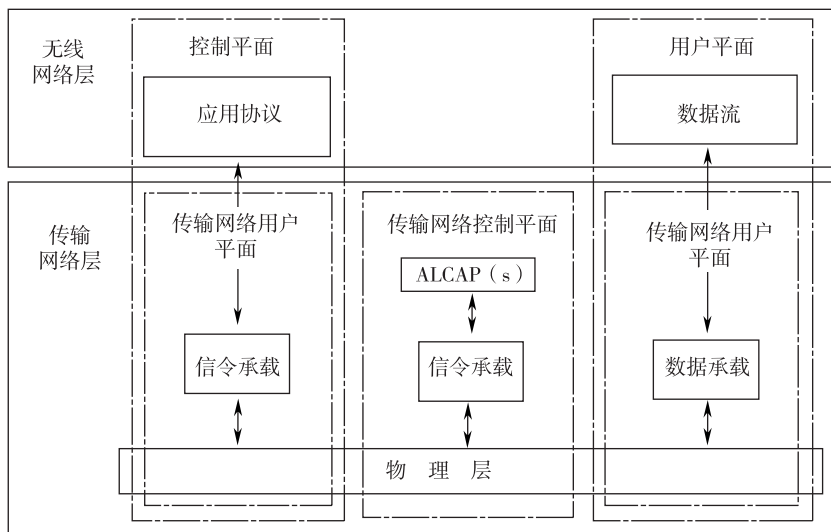 无线
网络层
控制平面
用户平面
应用协议
数据流
传输
网络层
传输网络用户
平面
传输网络控制平面
传输网络用户
平面
ALCAP（s）
信令承载
信令承载
数据承载
物 理 层